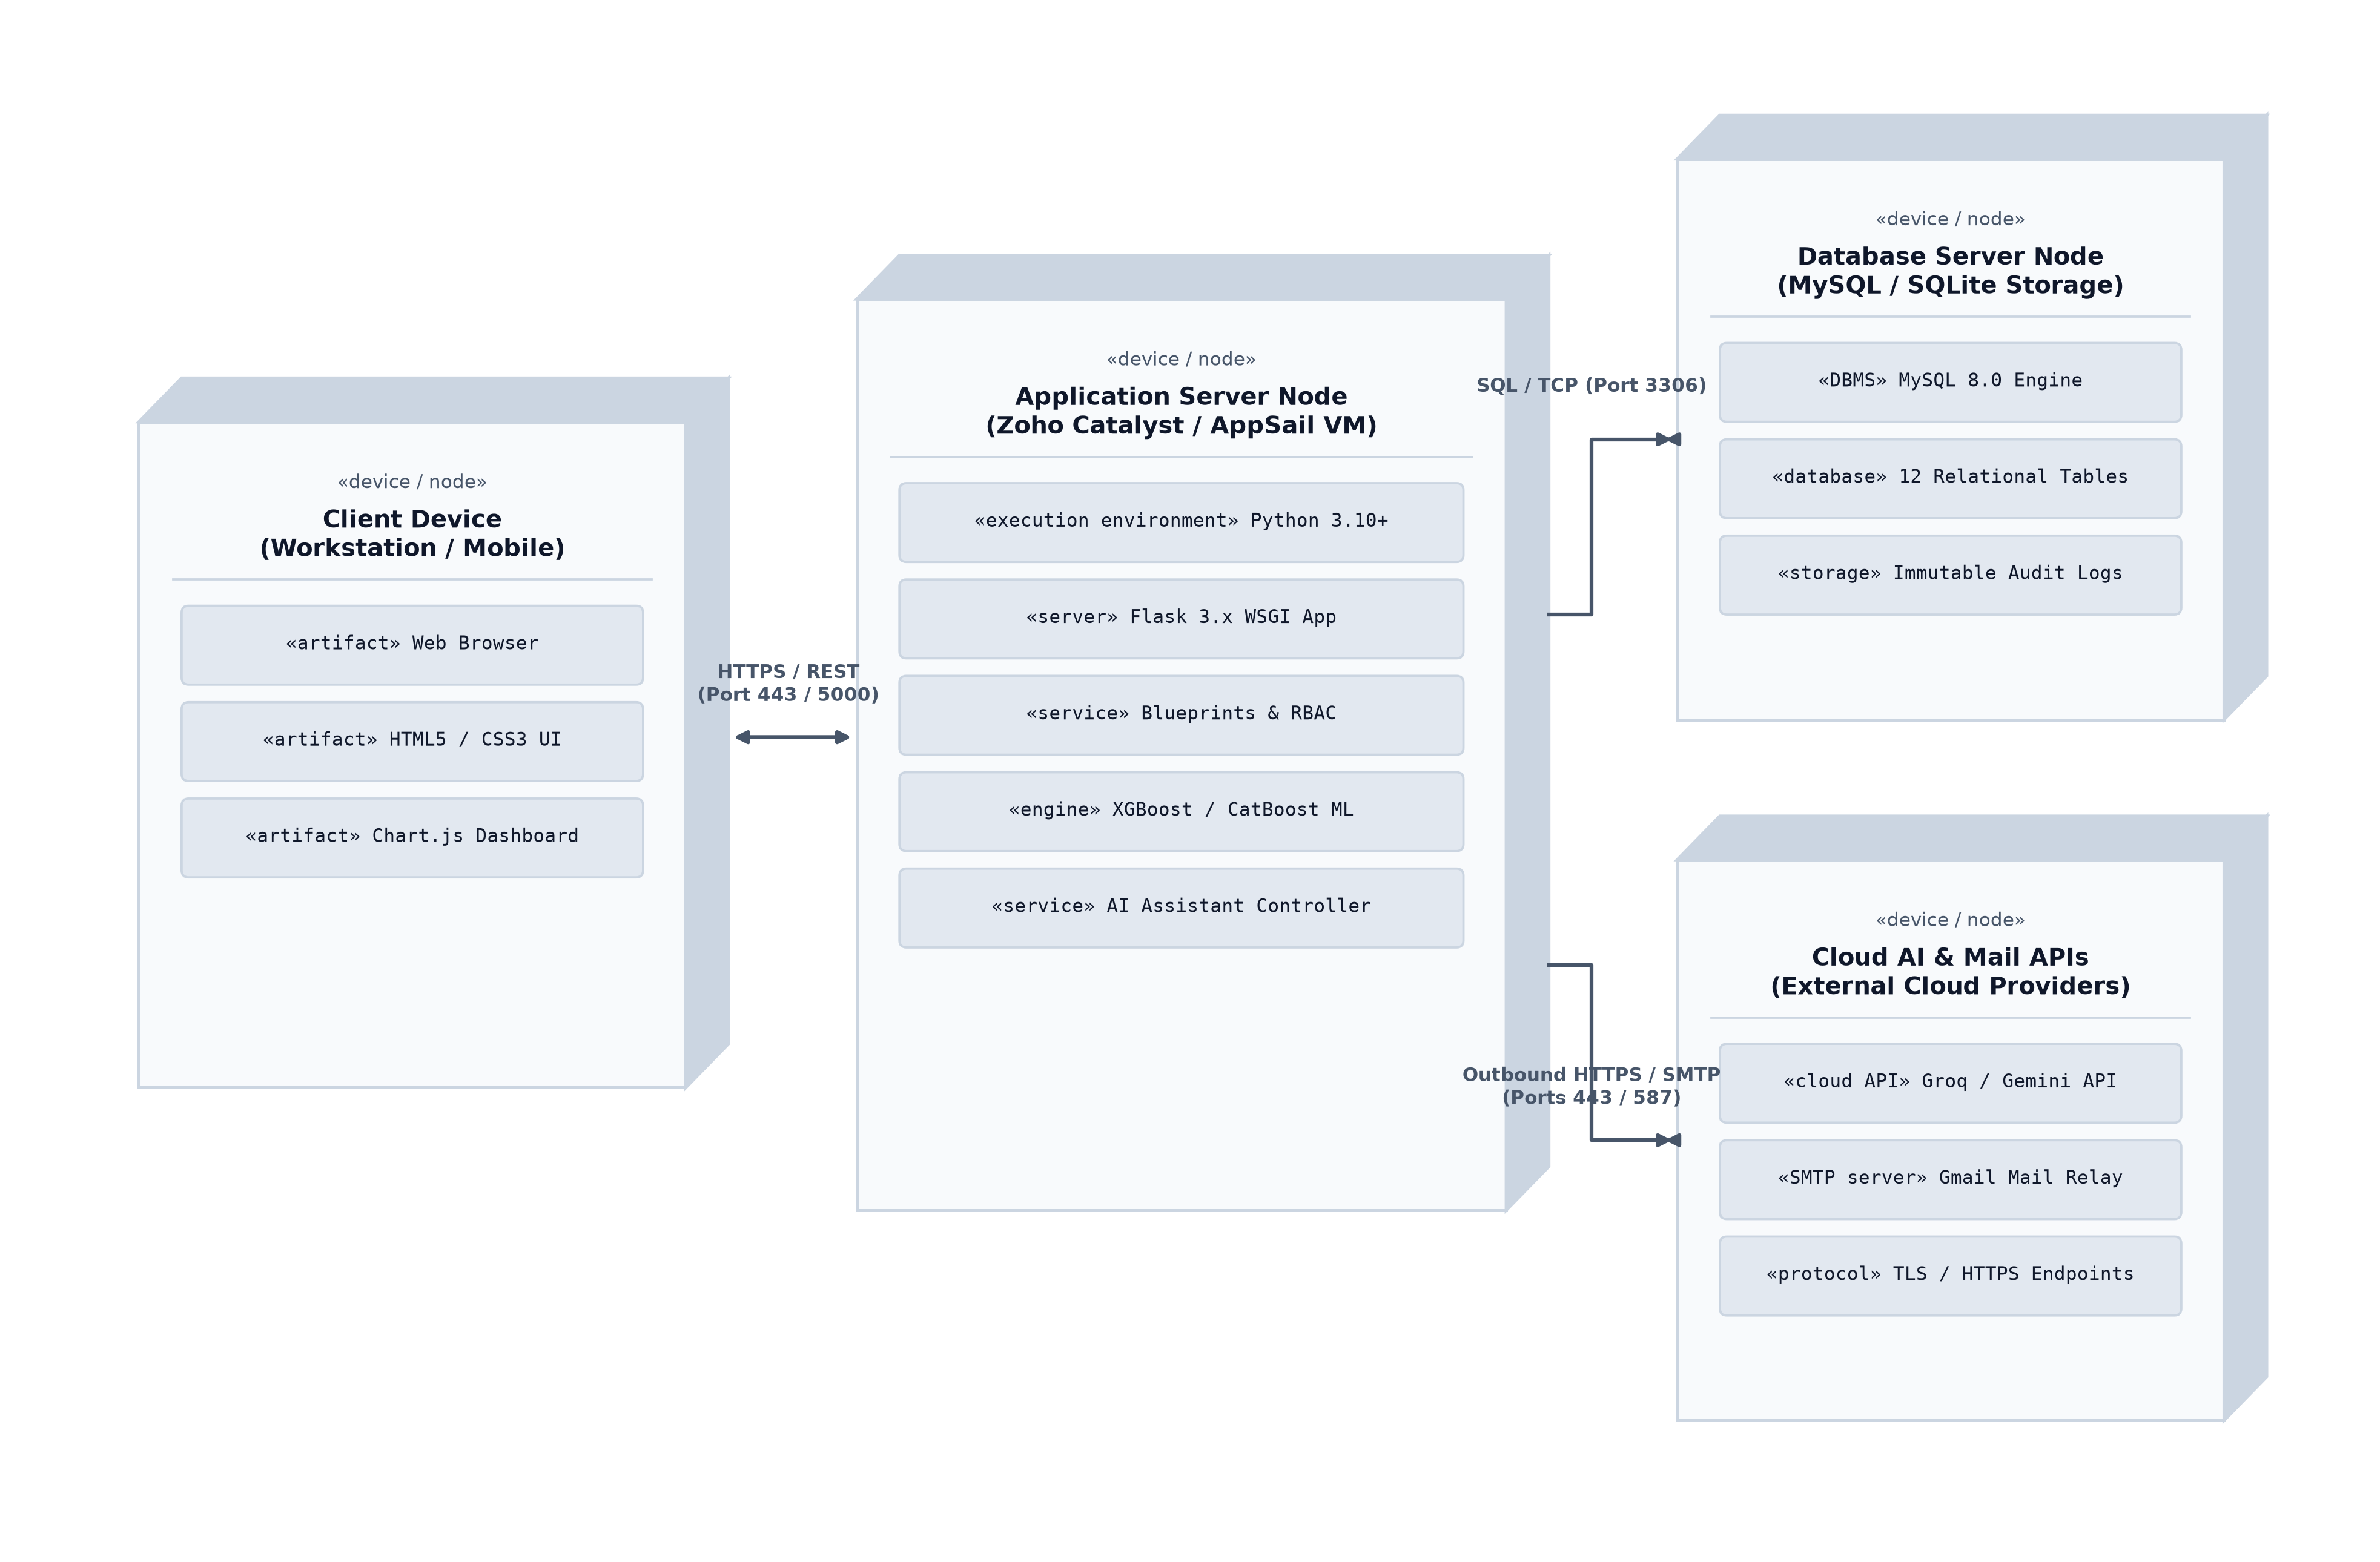 «device / node»
Client Device
(Workstation / Mobile)
«artifact» Web Browser
«artifact» HTML5 / CSS3 UI
«artifact» Chart.js Dashboard
HTTPS / REST
(Port 443 / 5000)
«device / node»
Application Server Node
(Zoho Catalyst / AppSail VM)
«execution environment» Python 3.10+
«server» Flask 3.x WSGI App
«service» Blueprints & RBAC
«engine» XGBoost / CatBoost ML
«service» AI Assistant Controller
SQL / TCP (Port 3306)
«device / node»
Database Server Node
(MySQL / SQLite Storage)
«DBMS» MySQL 8.0 Engine
«database» 12 Relational Tables
«storage» Immutable Audit Logs
Outbound HTTPS / SMTP
(Ports 443 / 587)
«device / node»
Cloud AI & Mail APIs
(External Cloud Providers)
«cloud API» Groq / Gemini API
«SMTP server» Gmail Mail Relay
«protocol» TLS / HTTPS Endpoints